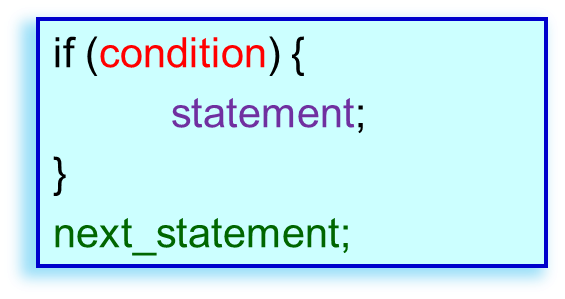 if (condition) {
statement;
}
next_statement;